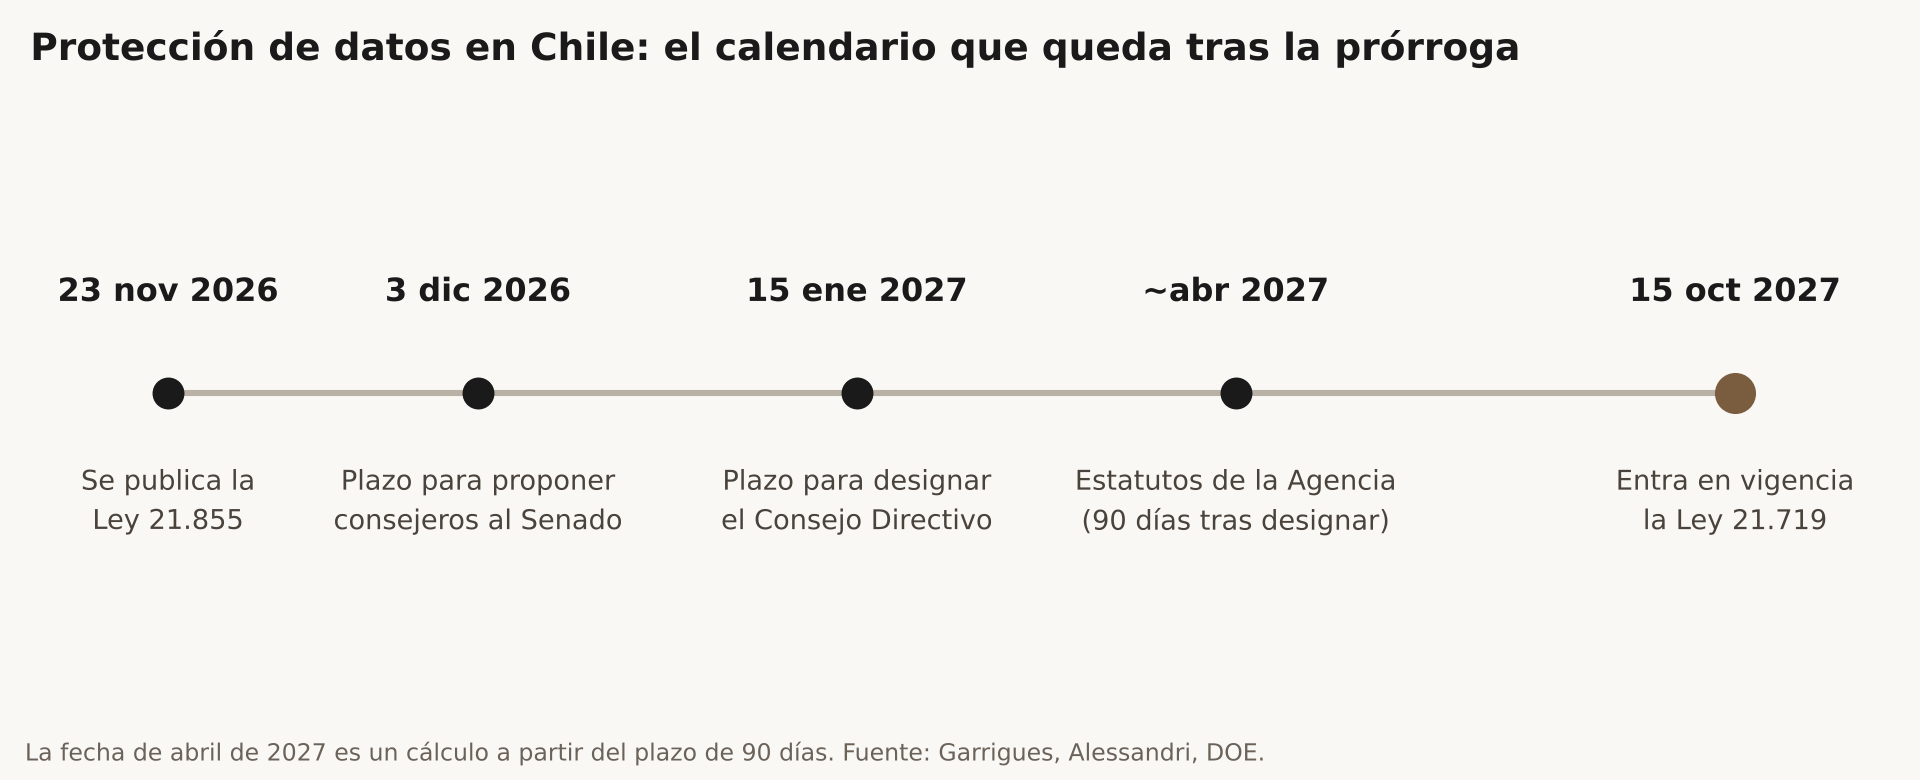 Protección de datos en Chile: el calendario que queda tras la prórroga
23 nov 2026
3 dic 2026
15 ene 2027
~abr 2027
15 oct 2027
Se publica la
Ley 21.855
Plazo para proponer
consejeros al Senado
Plazo para designar
el Consejo Directivo
Estatutos de la Agencia
(90 días tras designar)
Entra en vigencia
la Ley 21.719
La fecha de abril de 2027 es un cálculo a partir del plazo de 90 días. Fuente: Garrigues, Alessandri, DOE.